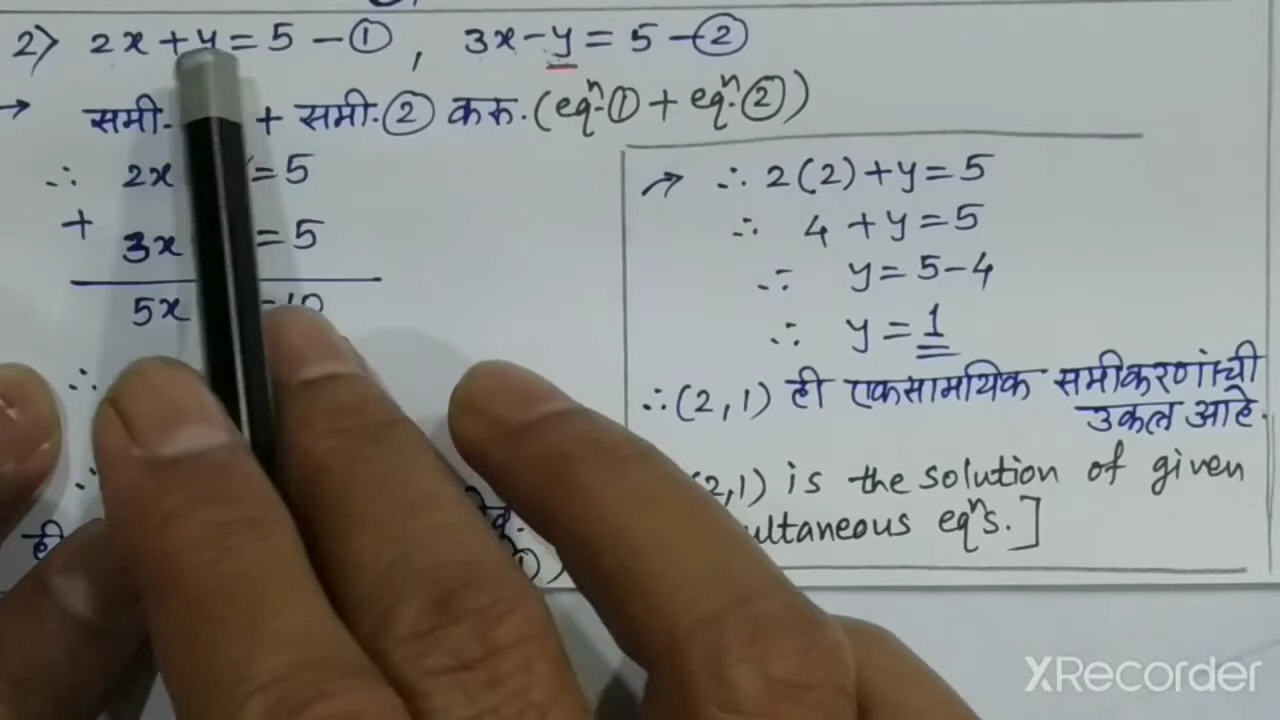 2) 2x + y = 5 - ①, 3x - y = 5 - ②
→ समी. + समी. ② करु. (eqⁿ. ① + eqⁿ. ②)
∴ 2x = 5
+ 3x = 5
5x = 10
∴
∴
ही
→ ∴ 2(2) + y = 5
∴ 4 + y = 5
∴ y = 5 - 4
∴ y = 1
∴ (2, 1) ही एकसामयिक समीकरणांची
उकल आहे.
(2,1) is the solution of given
ultaneous eqⁿs.]
XRecorder